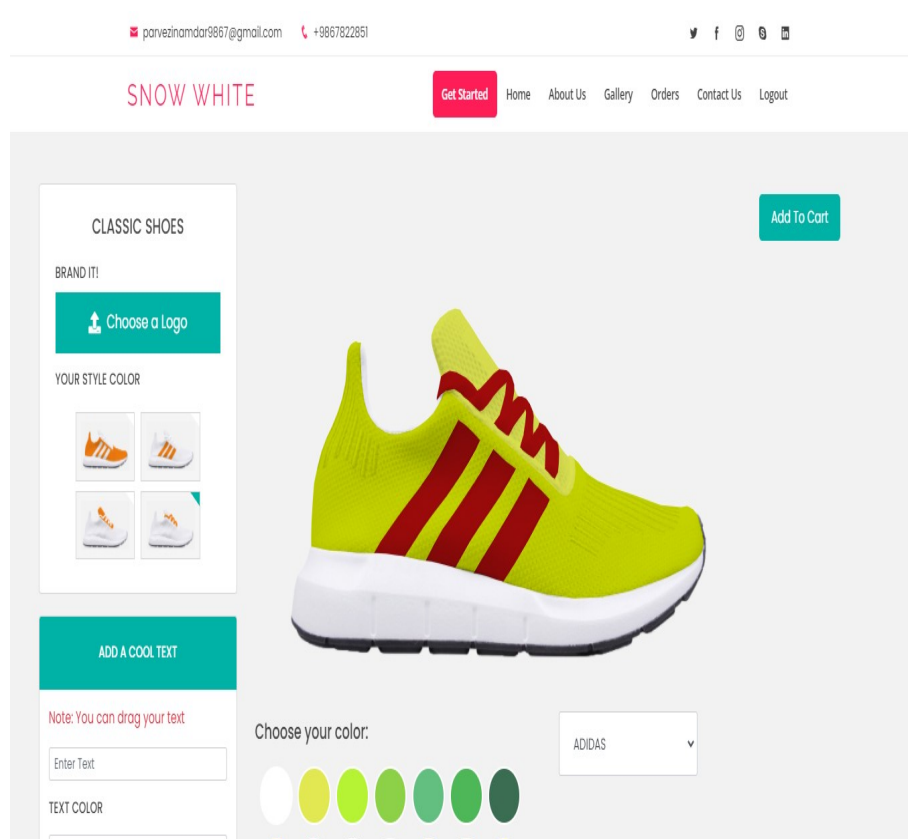 parvezinamdar9867@gmail.com +9867822851
SNOW WHITE
Get Started Home About Us Gallery Orders Contact Us Logout
Add To Cart
CLASSIC SHOES
BRAND IT!
Choose a Logo
YOUR STYLE COLOR
ADD A COOL TEXT
Note: You can drag your text
Enter Text
TEXT COLOR
Choose your color:
ADIDAS